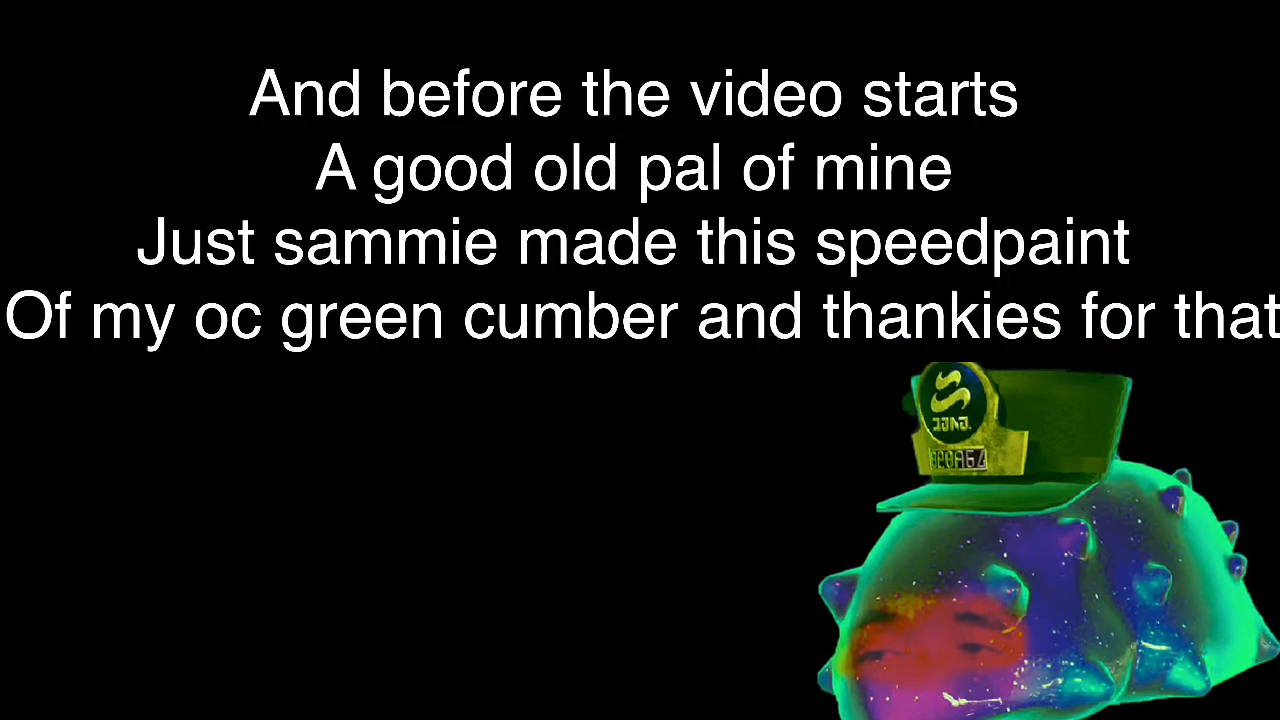 And before the video starts
A good old pal of mine
Just sammie made this speedpaint
Of my oc green cumber and thankies for that